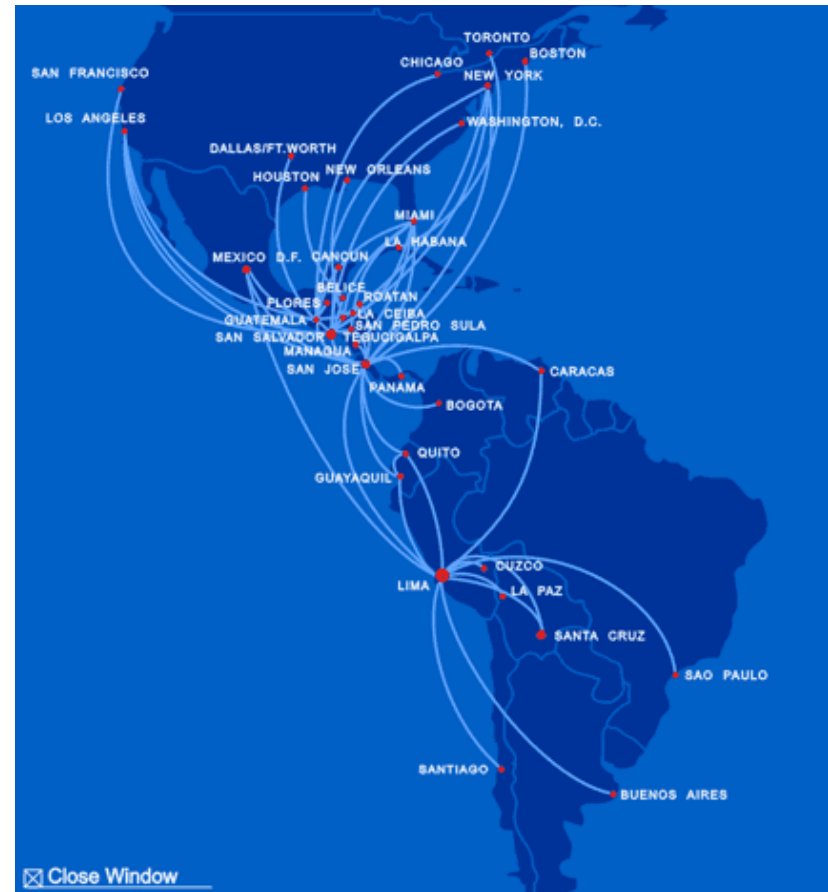 TORONTO
BOSTON
CHICAGO
SAN FRANCISCO
NEW YORK
LOS ANGELES
WASHINGTON, D.C.
DALLAS/FT.WORTH
NEW ORLEANS
HOUSTON
MIAMI
LA HABANA
MEXICO D.F.
CANCUN
BELICE
ROATAN
FLORES
LA CEIBA
GUATEMALA
SAN PEDRO SULA
SAN SALVADOR
TEGUCIGALPA
MANAGUA
SAN JOSE
CARACAS
PANAMA
BOGOTA
QUITO
GUAYAQUIL
CUZCO
LIMA
LA PAZ
SANTA CRUZ
SAO PAULO
SANTIAGO
BUENOS AIRES
Close Window